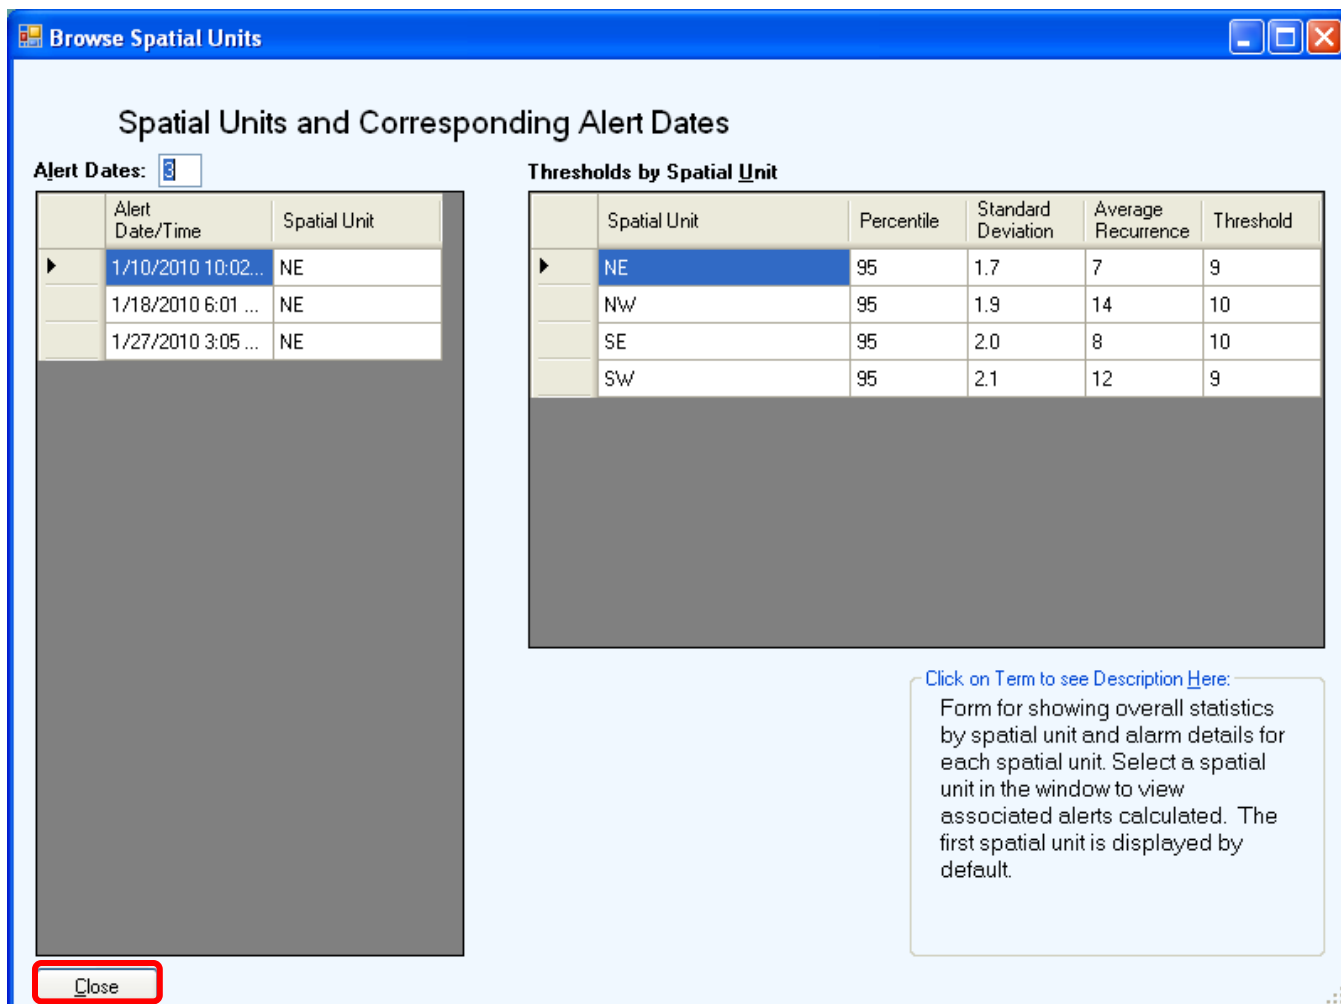 Browse Spatial Units
Spatial Units and Corresponding Alert Dates
Alert Dates: 3
Alert Date/Time Spatial Unit
1/10/2010 10:02... NE
1/18/2010 6:01 ... NE
1/27/2010 3:05 ... NE
Thresholds by Spatial Unit
Spatial Unit Percentile Standard Deviation Average Recurrence Threshold
NE 95 1.7 7 9
NW 95 1.9 14 10
SE 95 2.0 8 10
SW 95 2.1 12 9
Click on Term to see Description Here:
Form for showing overall statistics
by spatial unit and alarm details for
each spatial unit. Select a spatial
unit in the window to view
associated alerts calculated.  The
first spatial unit is displayed by
default.
Close